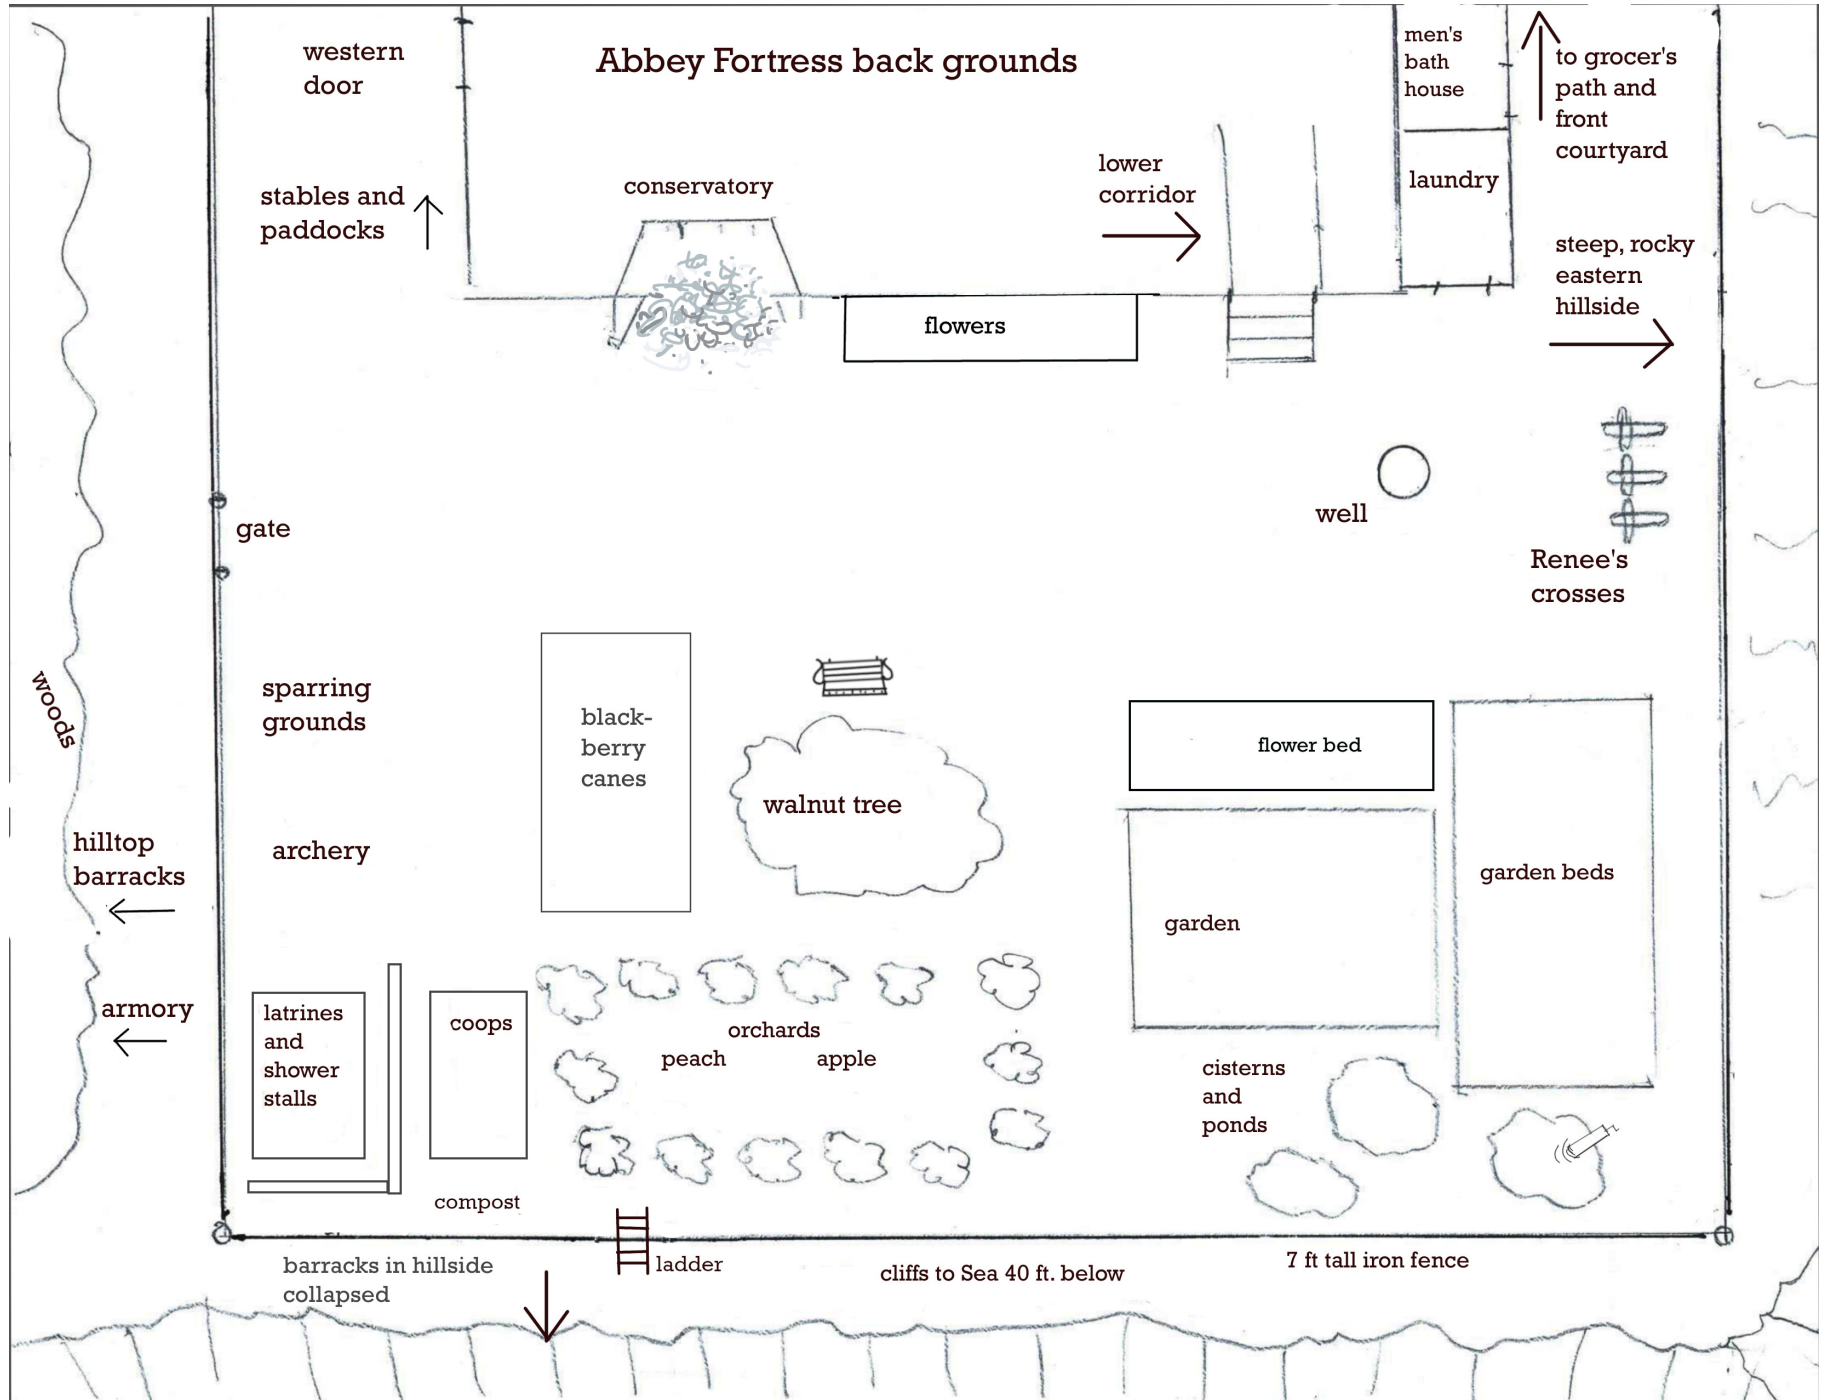 Abbey Fortress back grounds
western
door
men's
bath
house
to grocer's
path and
front
courtyard
stables and
paddocks
conservatory
lower
corridor
laundry
steep, rocky
eastern
hillside
flowers
gate
well
Renee's
crosses
woods
sparring
grounds
black-
berry
canes
walnut tree
flower bed
hilltop
barracks
archery
garden
garden beds
armory
latrines
and
shower
stalls
coops
orchards
peach
apple
cisterns
and
ponds
compost
barracks in hillside
collapsed
ladder
cliffs to Sea 40 ft. below
7 ft tall iron fence